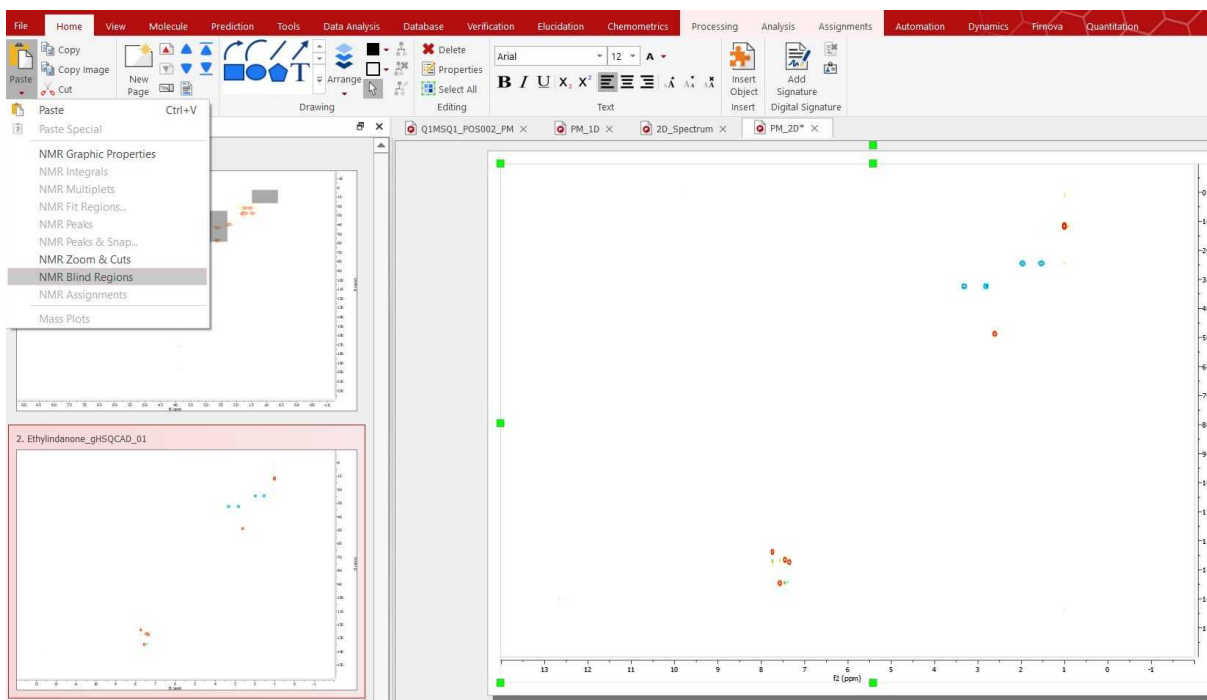 File Home View Molecule Prediction Tools Data Analysis Database Verification Elucidation Chemometrics Processing Analysis Assignments Automation Dynamics Firnova Quantitation
Copy
Copy Image
Cut
Paste
New Page
Arrange
Drawing
Delete
Properties
Select All
Editing
Arial 12 A
B I U X₂ X²
Text
Insert Object
Insert
Add Signature
Digital Signature
Paste Ctrl+V
Paste Special
NMR Graphic Properties
NMR Integrals
NMR Multiplets
NMR Fit Regions...
NMR Peaks
NMR Peaks & Snap...
NMR Zoom & Cuts
NMR Blind Regions
NMR Assignments
Mass Plots
Q1MSQ1_POS002_PM PM_1D 2D_Spectrum PM_2D*
2. Ethylindanone_gHSQCAD_01
13 12 11 10 9 8 7 6 5 4 3 2 1 0 -1
f2 (ppm)